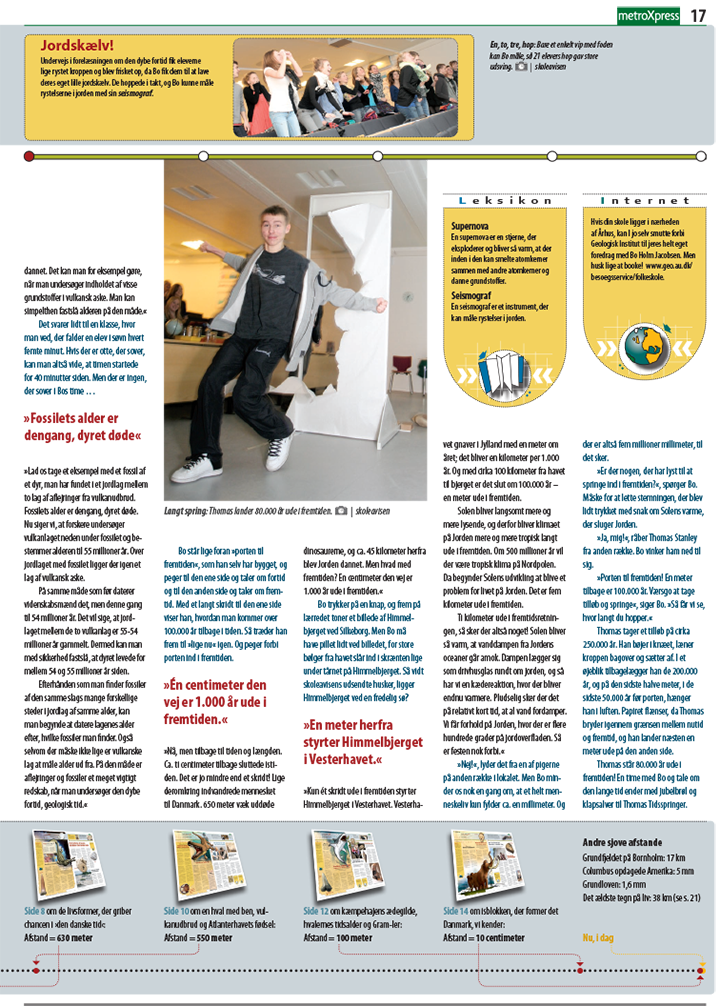 metroXpress 17
Jordskælv!
Undervejs i forelæsningen om den dybe fortid fik eleverne
lige rystet kroppen og blev frisket op, da Bo fik dem til at lave
deres eget lille jordskælv. De hoppede i takt, og Bo kunne måle
rystelserne i jorden med sin seismograf.
En, to, tre, hop: Bare et enkelt vip med foden
kan Bo måle, så 21 elevers hop gav store
udsving. | skoleavisen
dannet. Det kan man for eksempel gøre,
når man undersøger indholdet af visse
grundstoffer i vulkansk aske. Man kan
simpelthen fastslå alderen på den måde.«
Det svarer lidt til en klasse, hvor
man ved, der falder en elev i søvn hvert
femte minut. Hvis der er otte, der sover,
kan man altså vide, at timen startede
for 40 minutter siden. Men der er ingen,
der sover i Bos time …
»Fossilets alder er
dengang, dyret døde«
»Lad os tage et eksempel med et fossil af
et dyr, man har fundet i et jordlag mellem
to lag af aflejringer fra vulkanudbrud.
Fossilets alder er dengang, dyret døde.
Nu siger vi, at forskere undersøger
vulkanlaget neden under fossilet og be-
stemmer alderen til 55 millioner år. Over
jordlaget med fossilet ligger der igen et
lag af vulkansk aske.
På samme måde som før daterer
videnskabsmænd det, men denne gang
til 54 millioner år. Det vil sige, at jord-
laget mellem de to vulkanlag er 55-54
millioner år gammelt. Dermed kan man
med sikkerhed fastslå, at dyret levede for
mellem 54 og 55 millioner år siden.
Efterhånden som man finder fossiler
af den samme slags mange forskellige
steder i jordlag af samme alder, kan
man begynde at datere lagenes alder
efter, hvilke fossiler man finder. Også
selvom der måske ikke lige er vulkanske
lag at måle alder ud fra. På den måde er
aflejringer og fossiler et meget vigtigt
redskab, når man undersøger den dybe
fortid, geologisk tid.«
Langt spring: Thomas lander 80.000 år ude i fremtiden. | skoleavisen
Bo står lige foran »porten til
fremtiden«, som han selv har bygget, og
peger til den ene side og taler om fortid
og til den anden side og taler om frem-
tid. Med et langt skridt til den ene side
viser han, hvordan man kommer over
100.000 år tilbage i tiden. Så træder han
frem til »lige nu« igen. Og peger forbi
porten ind i fremtiden.
»Én centimeter den
vej er 1.000 år ude i
fremtiden.«
»Nå, men tilbage til tiden og længden.
Ca. ti centimeter tilbage sluttede isti-
den. Det er jo mindre end et skridt! Lige
deromkring indvandrede mennesket
til Danmark. 650 meter væk uddøde
dinosaurerne, og ca. 45 kilometer herfra
blev Jorden dannet. Men hvad med
fremtiden? En centimeter den vej er
1.000 år ude i fremtiden.«
Bo trykker på en knap, og frem på
lærredet toner et billede af Himmel-
bjerget ved Silkeborg. Men Bo må
have pillet lidt ved billedet, for store
bølger fra havet slår ind i skrænten lige
under tårnet på Himmelbjerget. Så vidt
skoleavisens udsendte husker, ligger
Himmelbjerget ved en fredelig sø?
»En meter herfra
styrter Himmelbjerget
i Vesterhavet.«
»Kun ét skridt ude i fremtiden styrter
Himmelbjerget i Vesterhavet. Vesterha-
Leksikon
Supernova
En supernova er en stjerne, der
eksploderer og bliver så varm, at der
inden i den kan smelte atomkerner
sammen med andre atomkerner og
danne grundstoffer.
Seismograf
En seismograf er et instrument, der
kan måle rystelser i jorden.
Internet
Hvis din skole ligger i nærheden
af Århus, kan I jo selv smutte forbi
Geologisk Institut til jeres helt eget
foredrag med Bo Holm Jacobsen. Men
husk lige at booke! www.geo.au.dk/
besoegsservice/folkeskole.
vet gnaver i Jylland med en meter om
året; det bliver en kilometer per 1.000
år. Og med cirka 100 kilometer fra havet
til bjerget er det slut om 100.000 år –
en meter ude i fremtiden.
Solen bliver langsomt mere og
mere lysende, og derfor bliver klimaet
på Jorden mere og mere tropisk langt
ude i fremtiden. Om 500 millioner år vil
der være tropisk klima på Nordpolen.
Da begynder Solens udvikling at blive et
problem for livet på Jorden. Det er fem
kilometer ude i fremtiden.
Ti kilometer ude i fremtidsretnin-
gen, så sker der altså noget! Solen bliver
så varm, at vanddampen fra Jordens
oceaner går amok. Dampen lægger sig
som drivhusglas rundt om jorden, og så
har vi en kædereaktion, hvor der bliver
endnu varmere. Pludselig sker der det
på relativt kort tid, at al vand fordamper.
Vi får forhold på Jorden, hvor der er flere
hundrede grader på jordoverfladen. Så
er festen nok forbi.«
»Nej!«, lyder det fra en af pigerne
på anden række i lokalet. Men Bo min-
der os nok en gang om, at et helt men-
neskeliv kun fylder ca. en millimeter. Og
der er altså fem millioner millimeter, til
det sker.
»Er der nogen, der har lyst til at
springe ind i fremtiden?«, spørger Bo.
Måske for at lette stemningen, der blev
lidt trykket med snak om Solens varme,
der sluger Jorden.
»Ja, mig!«, råber Thomas Stanley
fra anden række. Bo vinker ham ned til
sig.
»Porten til fremtiden! En meter
tilbage er 100.000 år. Værsgo at tage
tilløb og springe«, siger Bo. »Så får vi se,
hvor langt du hopper.«
Thomas tager et tilløb på cirka
250.000 år. Han bøjer i knæet, læner
kroppen bagover og sætter af. I et
øjeblik tilbagelægger han de 200.000
år, og på den sidste halve meter, i de
sidste 50.000 år før porten, hænger
han i luften. Papiret flænser, da Thomas
bryder igennem grænsen mellem nutid
og fremtid, og han lander næsten en
meter ude på den anden side.
Thomas står 80.000 år ude i
fremtiden! En time med Bo og tale om
den lange tid ender med jubelbrøl og
klapsalver til Thomas Tidsspringer.
Side 8 om de livsformer, der griber
chancen i »den danske tid«:
Afstand = 630 meter
Side 10 om en hval med ben, vul-
kanudbrud og Atlanterhavets fødsel:
Afstand = 550 meter
Side 12 om kæmpehajens ædegilde,
hvalernes tidsalder og Gram-ler:
Afstand = 100 meter
Side 14 om isblokken, der former det
Danmark, vi kender:
Afstand = 10 centimeter
Andre sjove afstande
Grundfjeldet på Bornholm: 17 km
Columbus opdagede Amerika: 5 mm
Grundloven: 1,6 mm
Det ældste tegn på liv: 38 km (se s. 21)
Nu, i dag